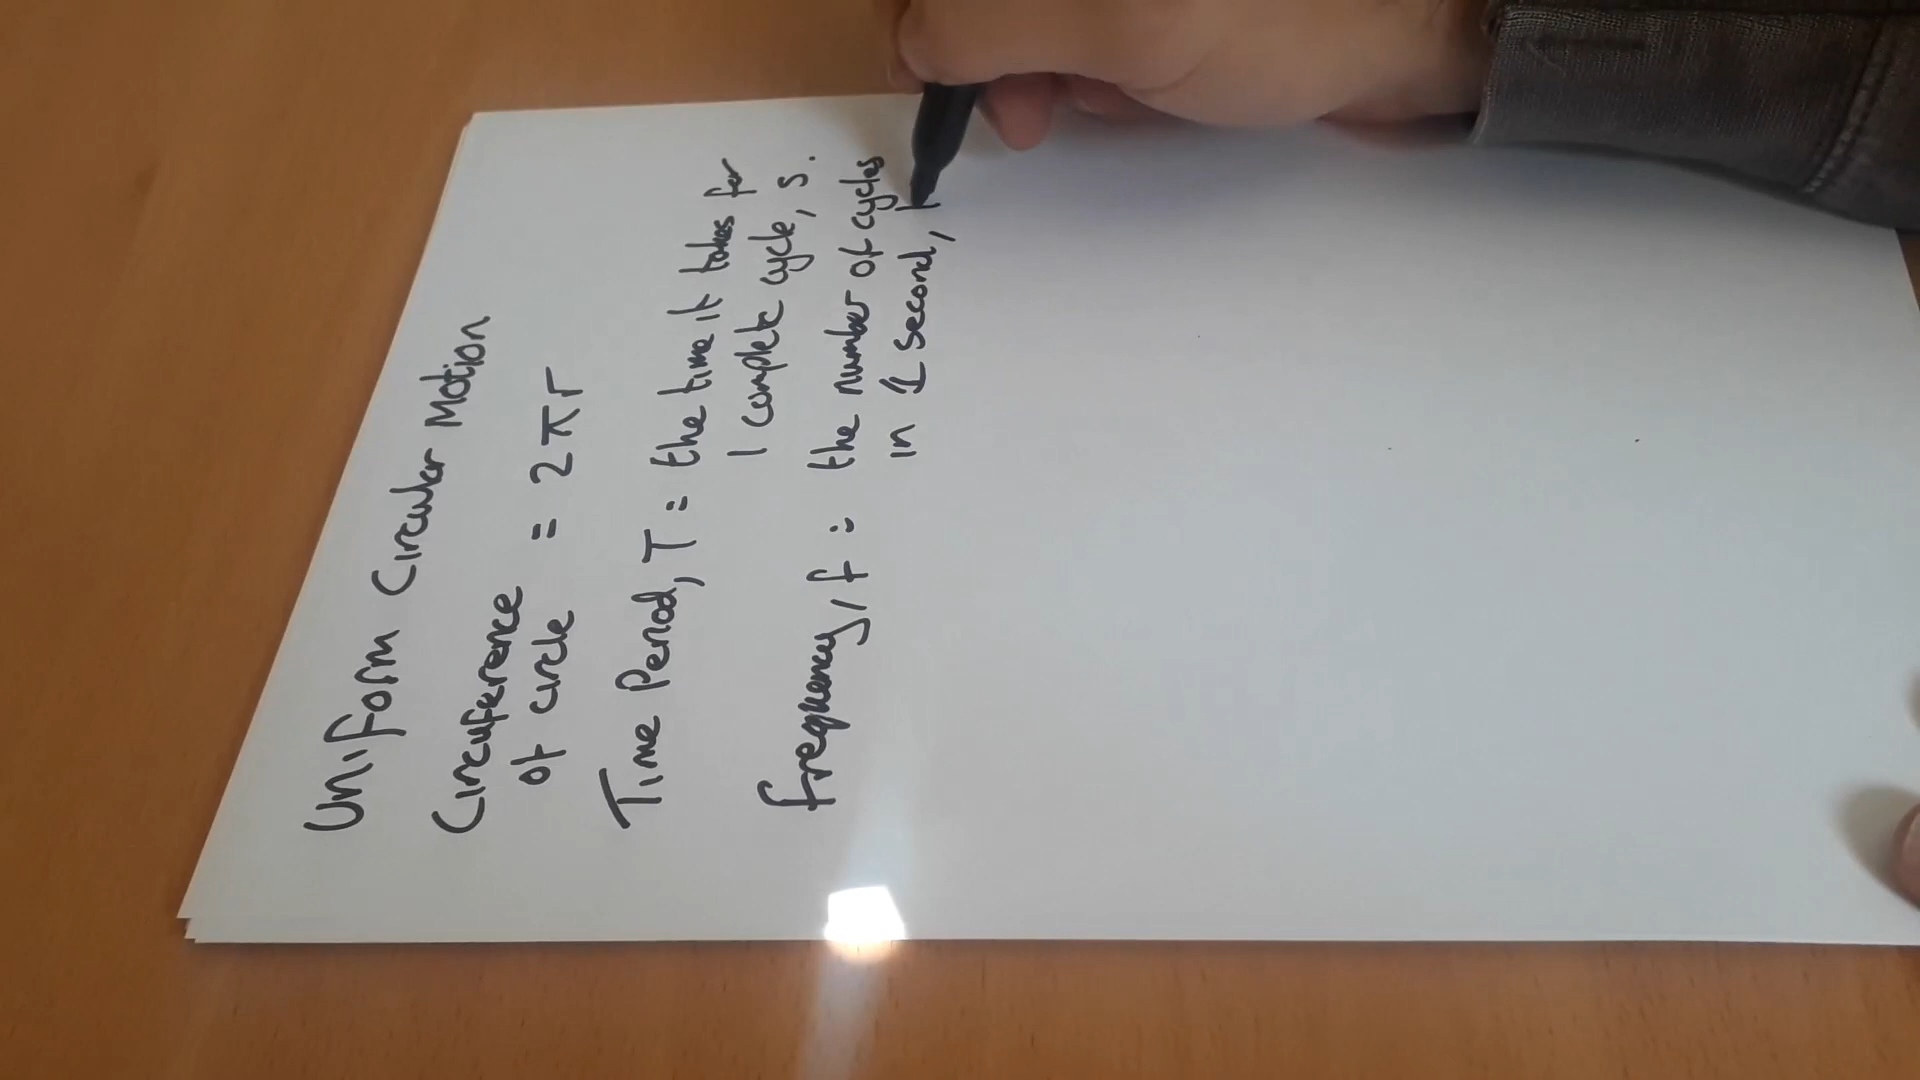 Uniform Circular Motion
Circuference
of circle = 2πr
Time Period, T = the time it takes for
1 complete cycle, s.
frequency, f = the number of cycles
in 1 second,